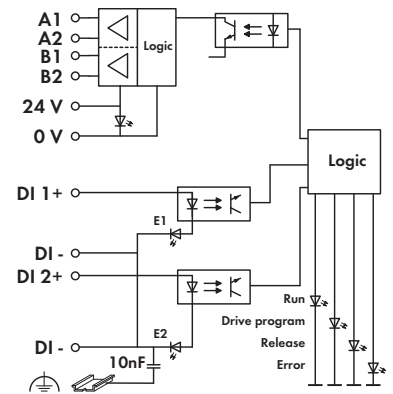 A1
A2
Logic
B1
B2
24 V
0 V
Logic
DI 1+
E1
DI -
DI 2+
Run
Drive program
E2
Release
DI -
10nF
Error